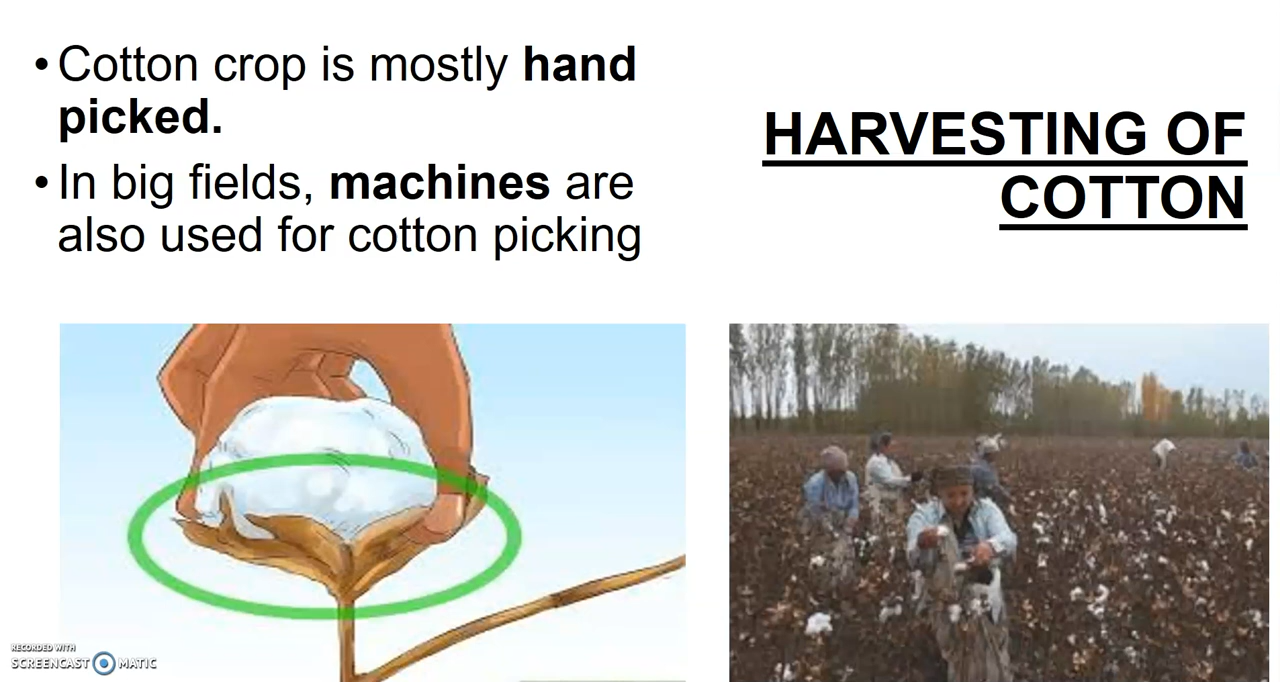 • Cotton crop is mostly hand
picked.
• In big fields, machines are
also used for cotton picking
HARVESTING OF
COTTON
RECORDED WITH
SCREENCAST MATIC